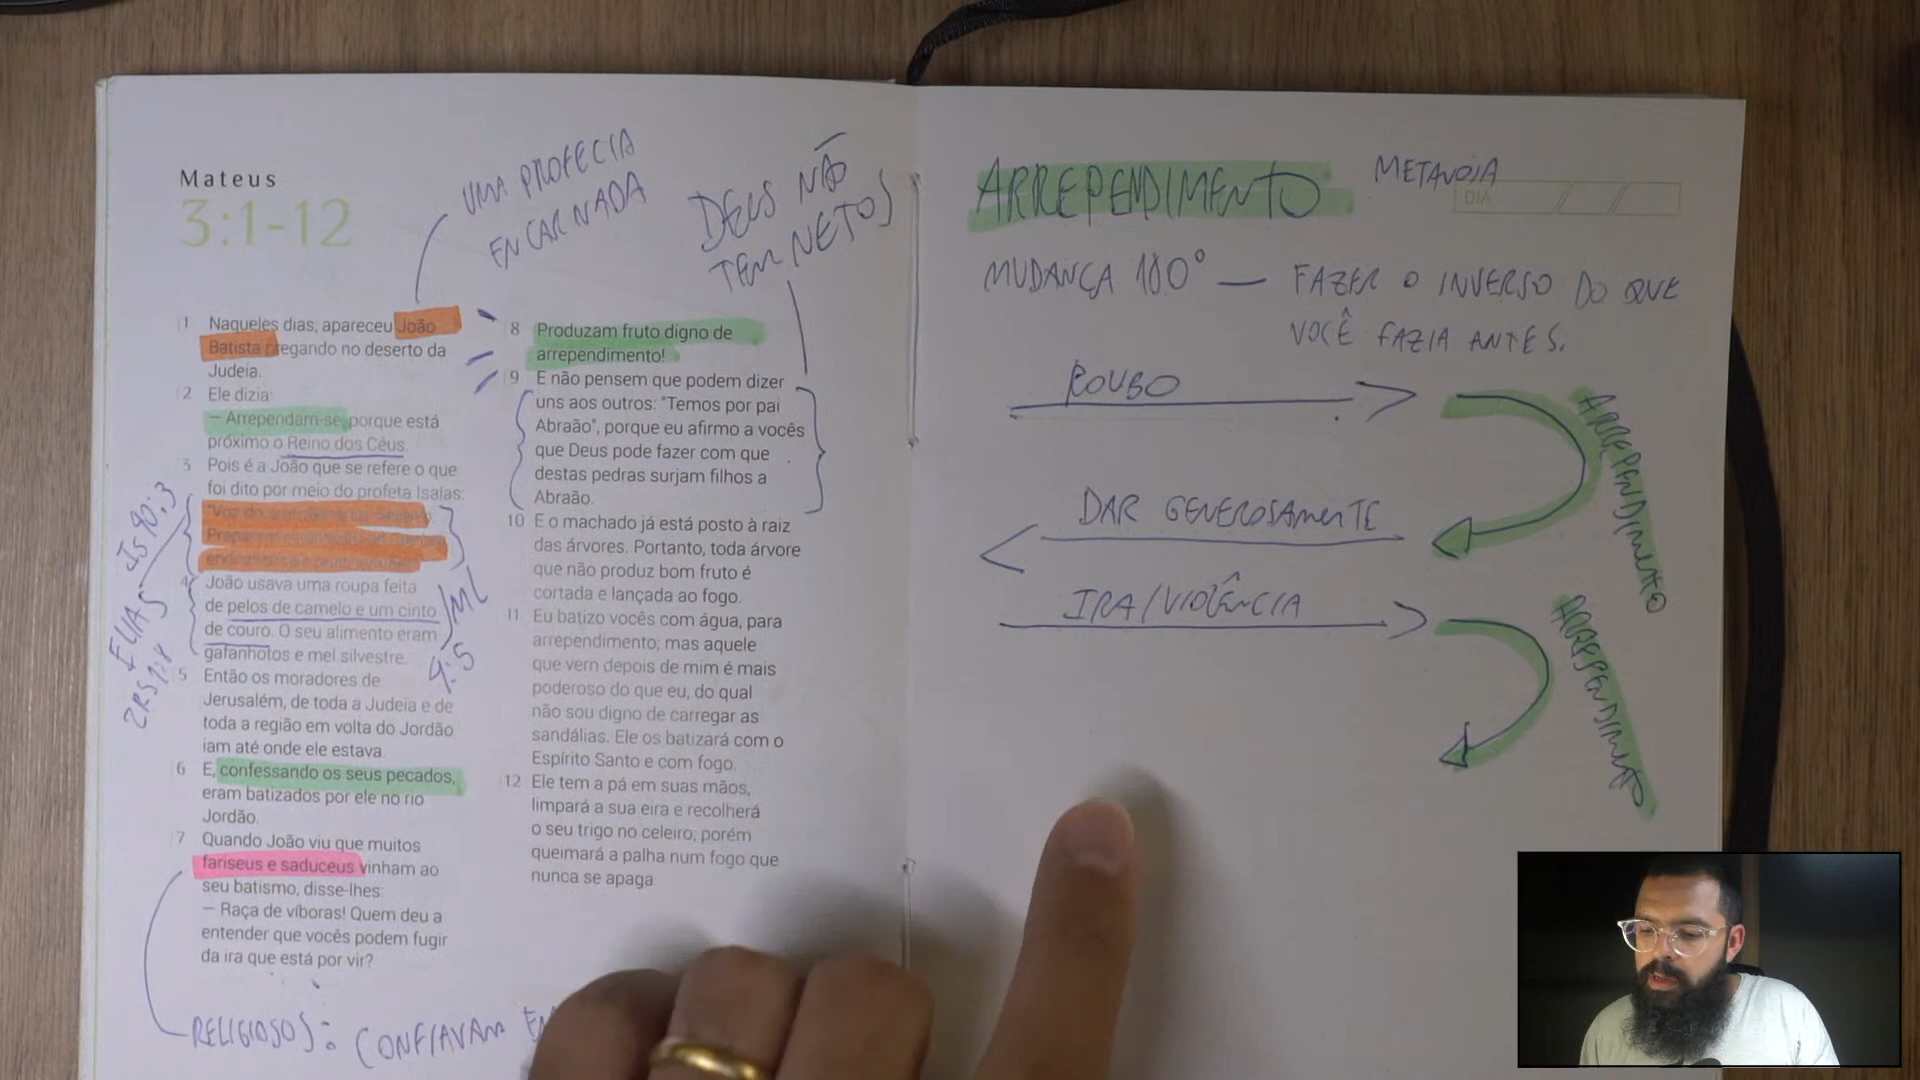 Mateus
3:1-12
UMA PROFECIA
ENCARNADA
DEUS NÃO
TEM NETOS
1 Naqueles dias, apareceu João
Batista pregando no deserto da
Judeia.
2 Ele dizia:
– Arrependam-se, porque está
próximo o Reino dos Céus.
3 Pois é a João que se refere o que
foi dito por meio do profeta Isaías:
"Voz do
4 João usava uma roupa feita
de pelos de camelo e um cinto
de couro. O seu alimento eram
gafanhotos e mel silvestre.
5 Então os moradores de
Jerusalém, de toda a Judeia e de
toda a região em volta do Jordão
iam até onde ele estava.
6 E, confessando os seus pecados,
eram batizados por ele no rio
Jordão.
7 Quando João viu que muitos
fariseus e saduceus vinham ao
seu batismo, disse-lhes:
– Raça de víboras! Quem deu a
entender que vocês podem fugir
da ira que está por vir?
ELIAS
ML
4:5
RELIGIOSOS: CONFIAVAM
8 Produzam fruto digno de
arrependimento!
9 E não pensem que podem dizer
uns aos outros: "Temos por pai
Abraão", porque eu afirmo a vocês
que Deus pode fazer com que
destas pedras surjam filhos a
Abraão.
10 E o machado já está posto à raiz
das árvores. Portanto, toda árvore
que não produz bom fruto é
cortada e lançada ao fogo.
11 Eu batizo vocês com água, para
arrependimento; mas aquele
que vem depois de mim é mais
poderoso do que eu, do qual
não sou digno de carregar as
sandálias. Ele os batizará com o
Espírito Santo e com fogo.
12 Ele tem a pá em suas mãos,
limpará a sua eira e recolherá
o seu trigo no celeiro; porém
queimará a palha num fogo que
nunca se apaga
ARREPENDIMENTO
METANOIA
DIA
MUDANÇA 180° — FAZER O INVERSO DO QUE
VOCÊ FAZIA ANTES.
ROUBO
ARREPENDIMENTO
DAR GENEROSAMENTE
IRA/VIOLÊNCIA
ARREPENDIMENTO